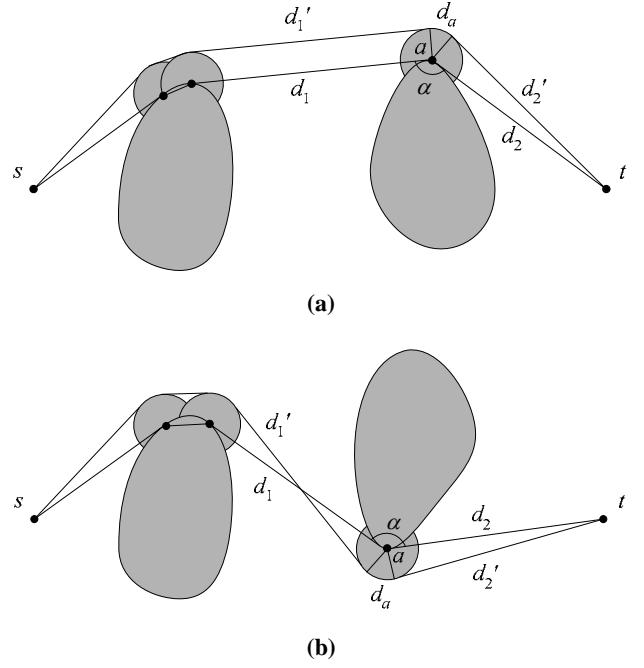 d₁′
dₐ
a
d₁
α
d₂′
d₂
s
t
(a)
d₁′
d₁
s
α
a
d₂
t
dₐ
d₂′
(b)